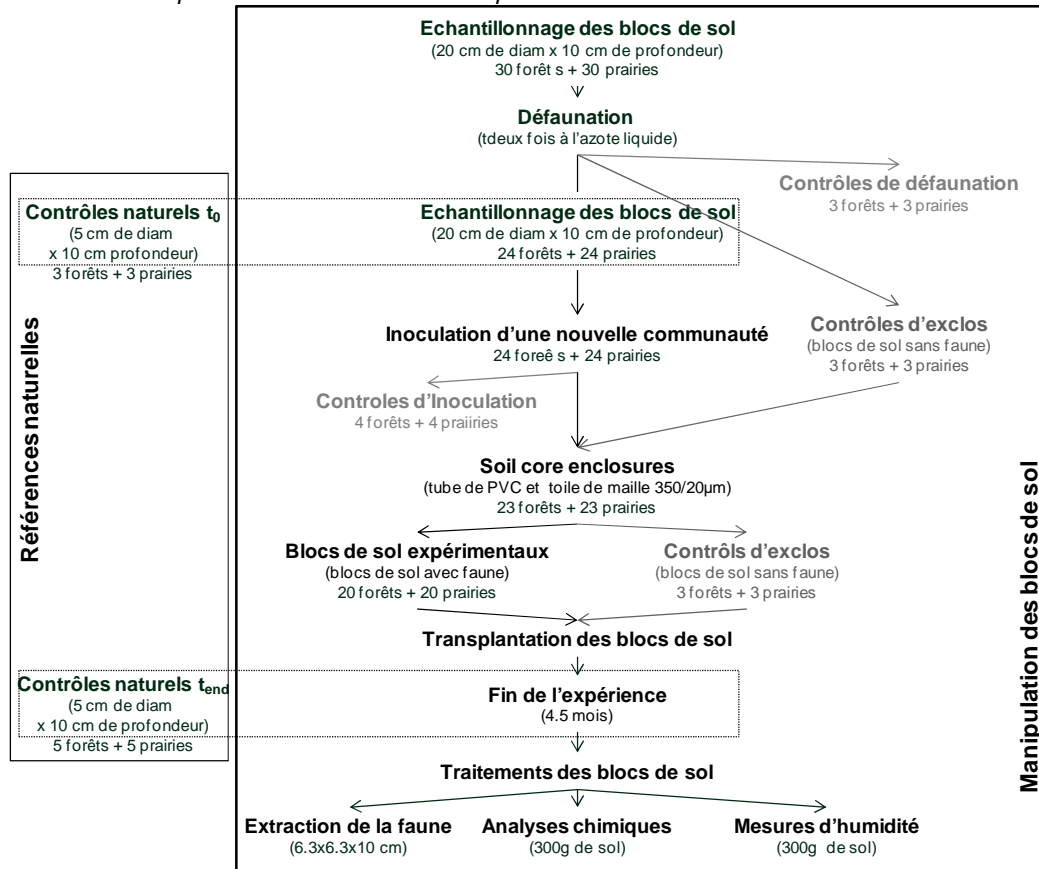 Echantillonnage des blocs de sol
(20 cm de diam x 10 cm de profondeur)
30 forêt s + 30 prairies
Défaunation
(tdeux fois à l'azote liquide)
Contrôles de défaunation
3 forêts + 3 prairies
Contrôles naturels t0
(5 cm de diam
x 10 cm profondeur)
3 forêts + 3 prairies
Echantillonnage des blocs de sol
(20 cm de diam x 10 cm de profondeur)
24 forêts + 24 prairies
Inoculation d'une nouvelle communauté
24 foreê s + 24 prairies
Contrôles d'exclos
(blocs de sol sans faune)
3 forêts + 3 prairies
Controles d'Inoculation
4 forêts + 4 praiiries
Soil core enclosures
(tube de PVC et toile de maille 350/20µm)
23 forêts + 23 prairies
Blocs de sol expérimentaux
(blocs de sol avec faune)
20 forêts + 20 prairies
Contrôls d'exclos
(blocs de sol sans faune)
3 forêts + 3 prairies
Transplantation des blocs de sol
Contrôles naturels tend
(5 cm de diam
x 10 cm de profondeur)
5 forêts + 5 prairies
Fin de l'expérience
(4.5 mois)
Traitements des blocs de sol
Extraction de la faune
(6.3x6.3x10 cm)
Analyses chimiques
(300g de sol)
Mesures d'humidité
(300g de sol)
Références naturelles
Manipulation des blocs de sol